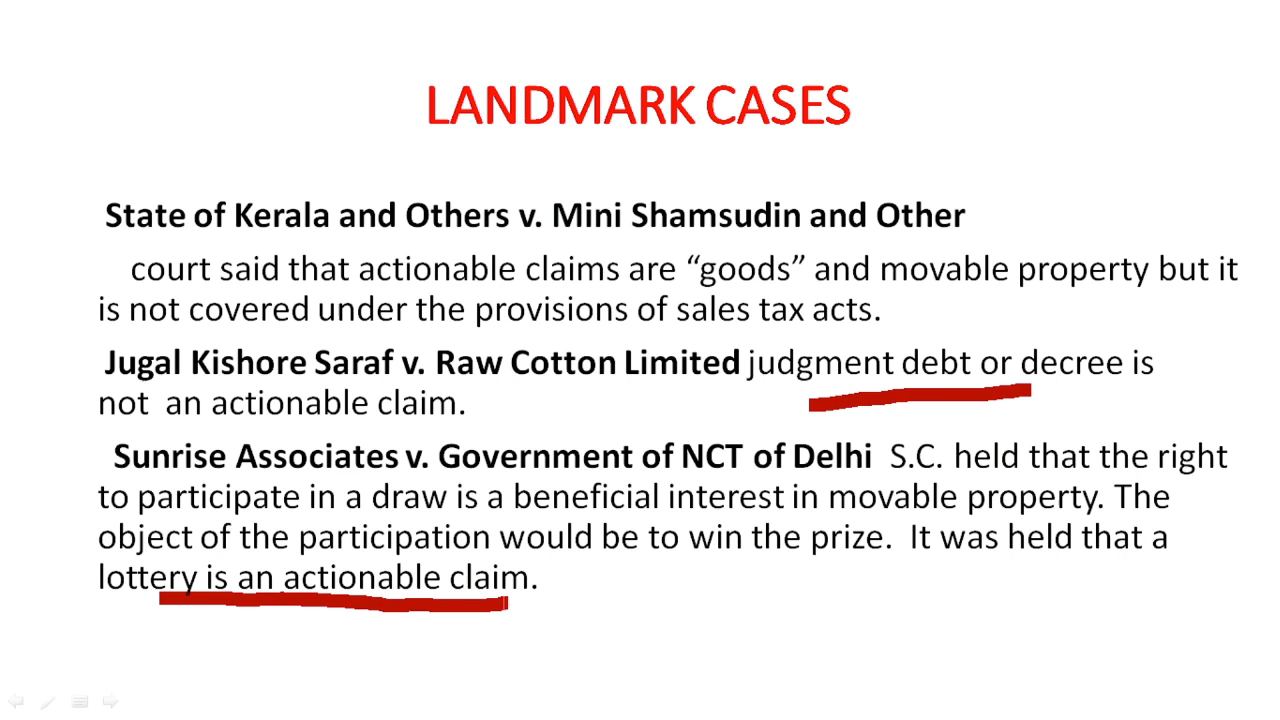 LANDMARK CASES
State of Kerala and Others v. Mini Shamsudin and Other
court said that actionable claims are “goods” and movable property but it
is not covered under the provisions of sales tax acts.
Jugal Kishore Saraf v. Raw Cotton Limited judgment debt or decree is
not an actionable claim.
Sunrise Associates v. Government of NCT of Delhi S.C. held that the right
to participate in a draw is a beneficial interest in movable property. The
object of the participation would be to win the prize. It was held that a
lottery is an actionable claim.